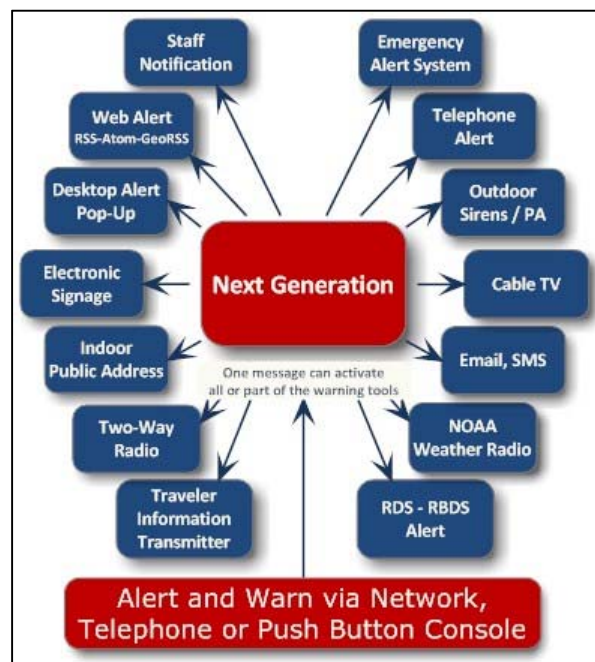 Staff
Notification
Emergency
Alert System
Web Alert
RSS-Atom-GeoRSS
Telephone
Alert
Desktop Alert
Pop-Up
Outdoor
Sirens / PA
Electronic
Signage
Next Generation
Cable TV
Indoor
Public Address
One message can activate
all or part of the warning tools
Email, SMS
Two-Way
Radio
NOAA
Weather Radio
Traveler
Information
Transmitter
RDS - RBDS
Alert
Alert and Warn via Network,
Telephone or Push Button Console